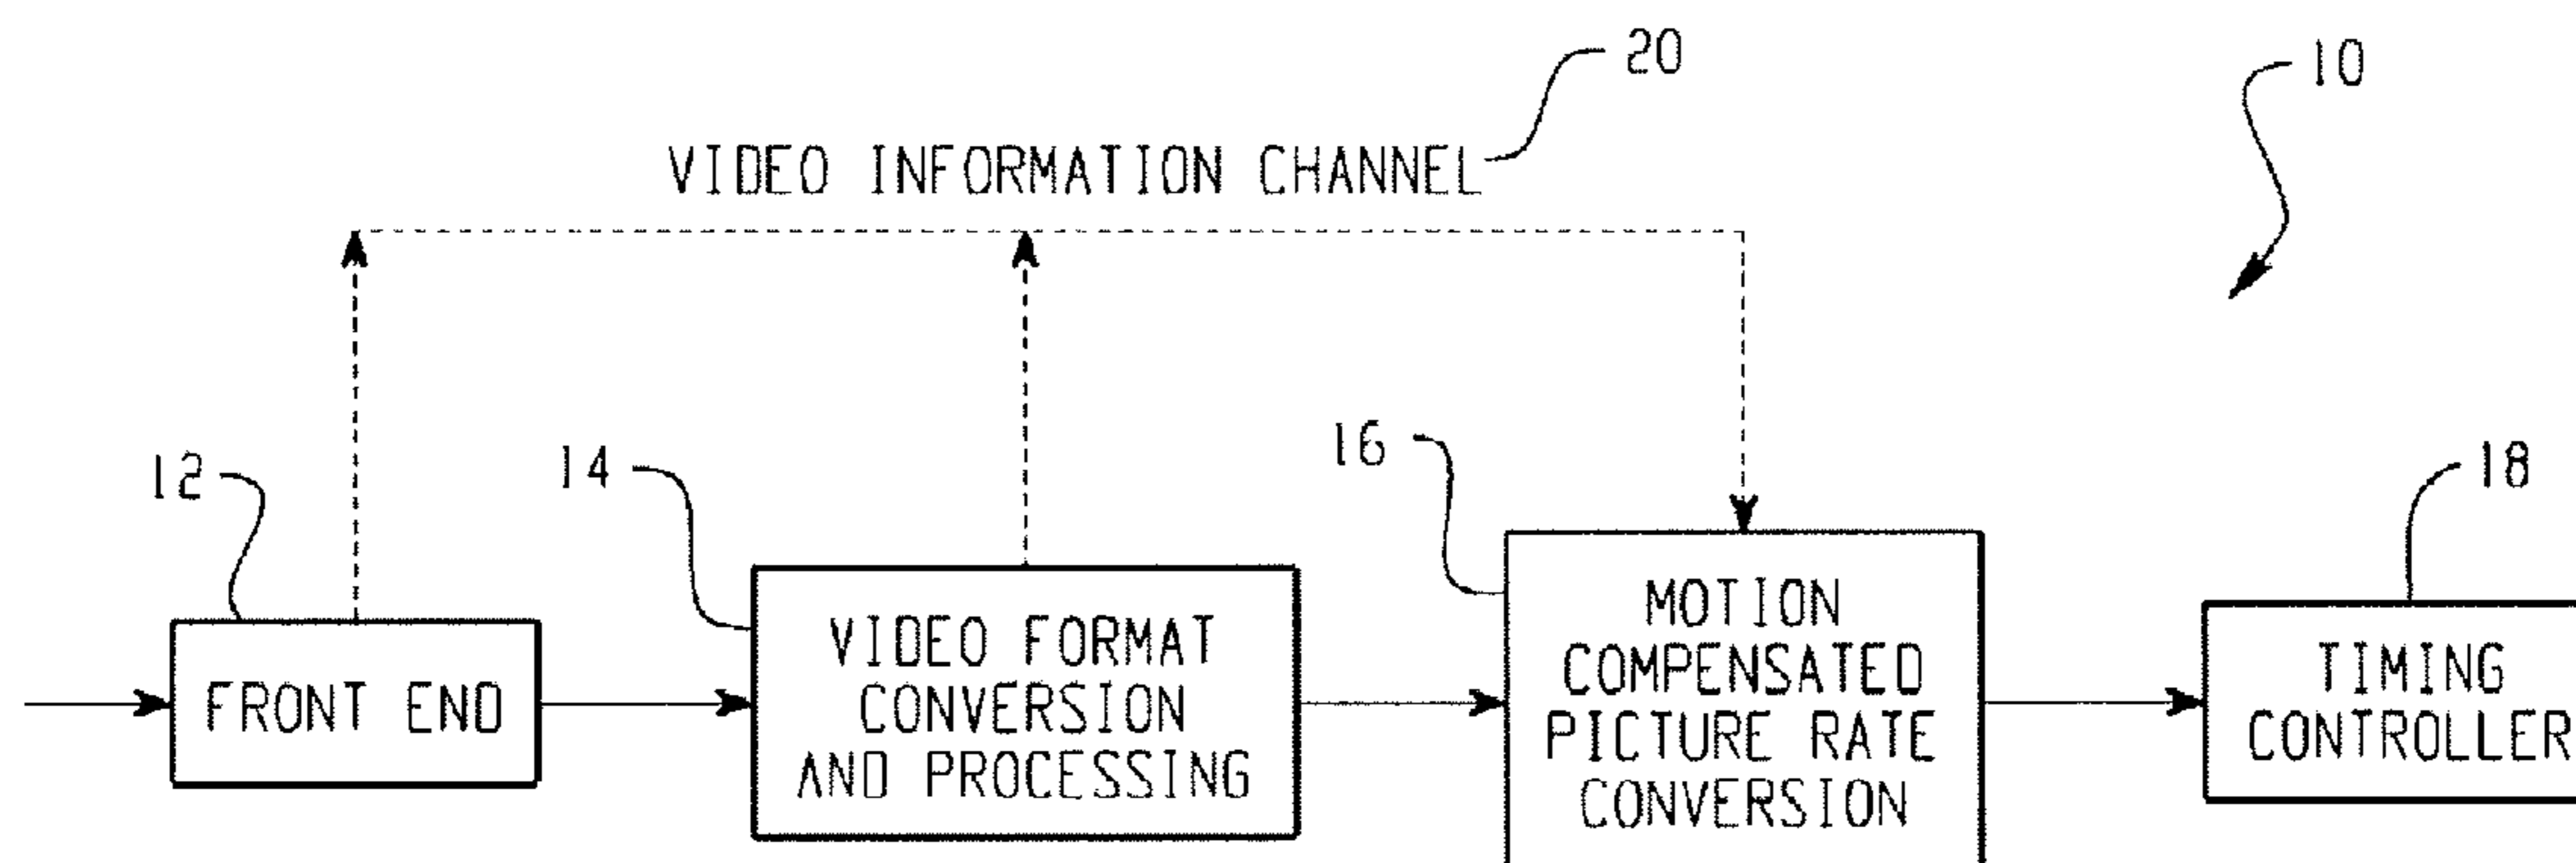 20
10
VIDEO INFORMATION CHANNEL
12
14
16
18
FRONT END
VIDEO FORMAT
CONVERSION
AND PROCESSING
MOTION
COMPENSATED
PICTURE RATE
CONVERSION
TIMING
CONTROLLER